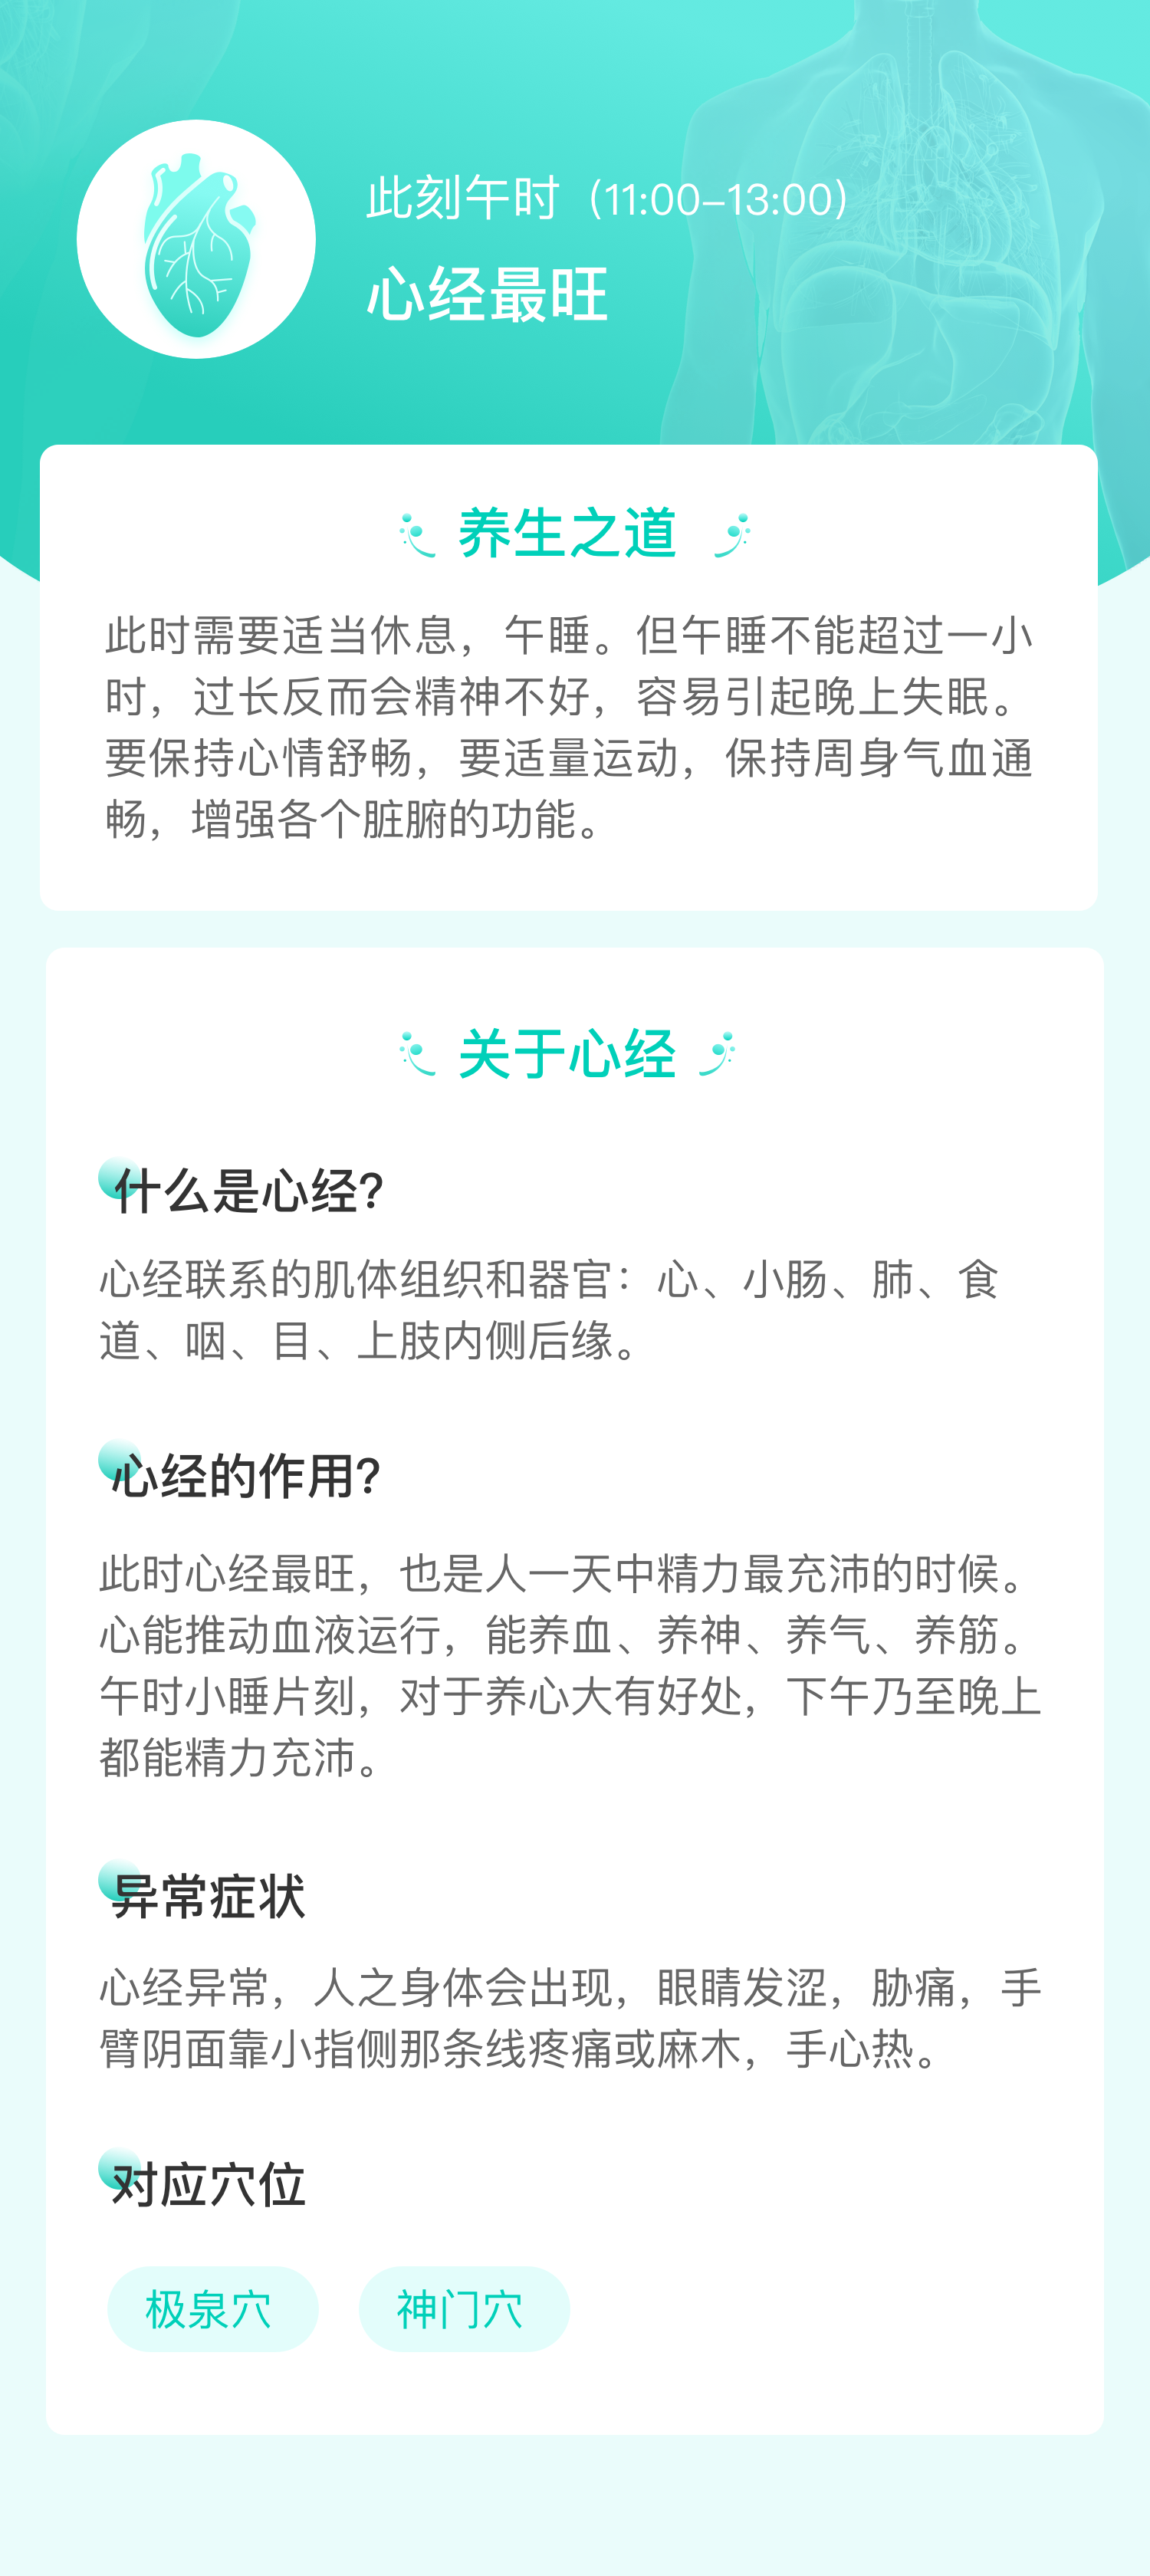 此刻午时（11:00–13:00）
心经最旺
养生之道
此时需要适当休息，午睡。但午睡不能超过一小
时，过长反而会精神不好，容易引起晚上失眠。
要保持心情舒畅，要适量运动，保持周身气血通
畅，增强各个脏腑的功能。
关于心经
什么是心经?
心经联系的肌体组织和器官：心、小肠、肺、食
道、咽、目、上肢内侧后缘。
心经的作用?
此时心经最旺，也是人一天中精力最充沛的时候。
心能推动血液运行，能养血、养神、养气、养筋。
午时小睡片刻，对于养心大有好处，下午乃至晚上
都能精力充沛。
异常症状
心经异常，人之身体会出现，眼睛发涩，胁痛，手
臂阴面靠小指侧那条线疼痛或麻木，手心热。
对应穴位
极泉穴
神门穴